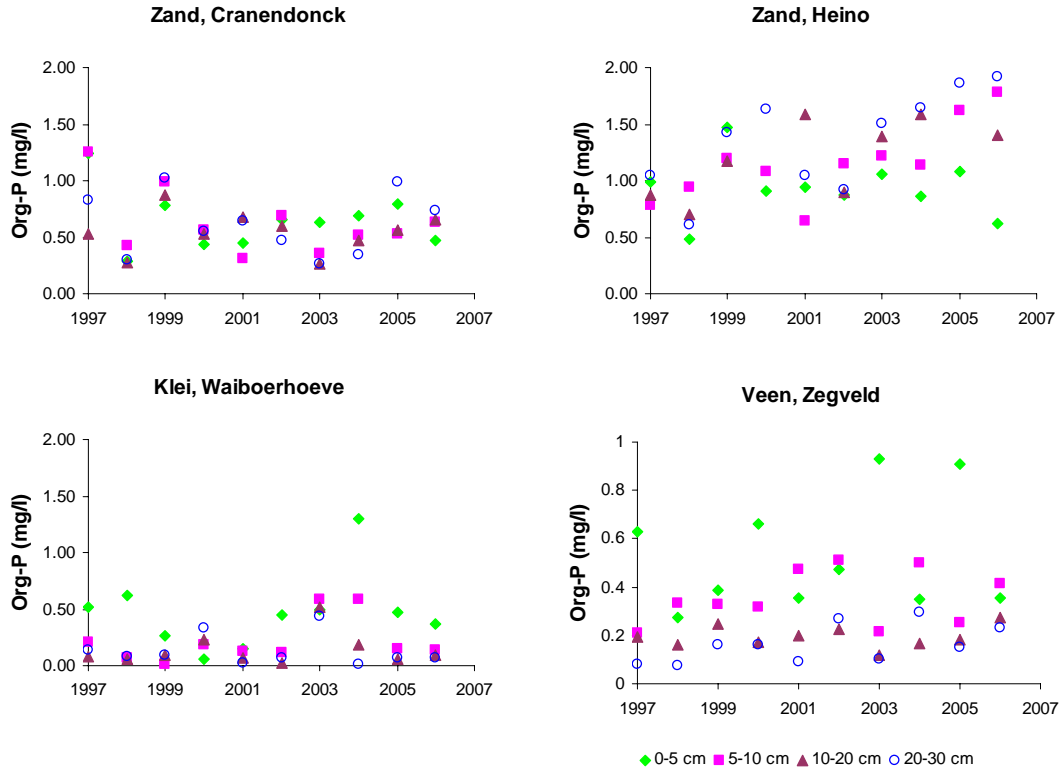 Zand, Cranendonck
Org-P (mg/l)
2.00
1.50
1.00
0.50
0.00
1997 1999 2001 2003 2005 2007
Zand, Heino
Org-P (mg/l)
2.00
1.50
1.00
0.50
0.00
1997 1999 2001 2003 2005 2007
Klei, Waiboerhoeve
Org-P (mg/l)
2.00
1.50
1.00
0.50
0.00
1997 1999 2001 2003 2005 2007
Veen, Zegveld
Org-P (mg/l)
1
0.8
0.6
0.4
0.2
0
1997 1999 2001 2003 2005 2007
0-5 cm 5-10 cm 10-20 cm 20-30 cm